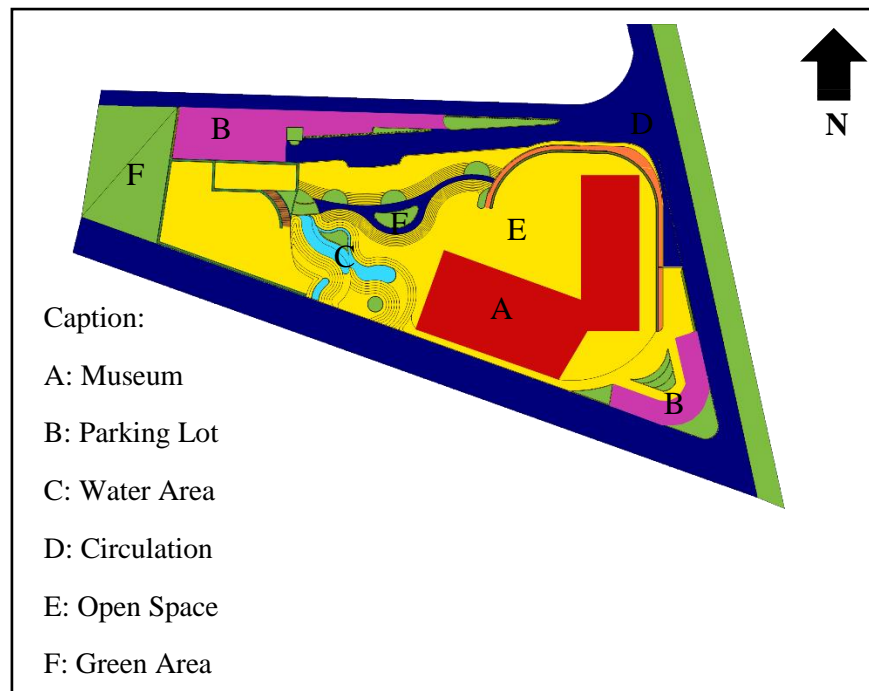 N
B
D
F
F
E
C
A
B
Caption:
A: Museum
B: Parking Lot
C: Water Area
D: Circulation
E: Open Space
F: Green Area